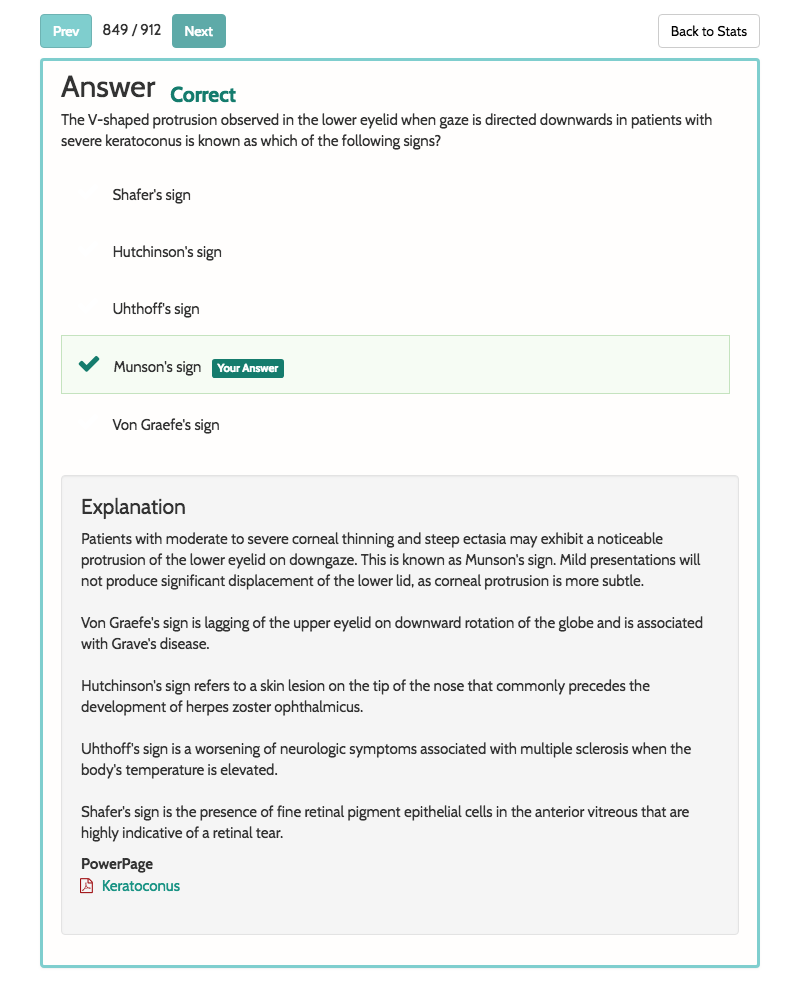 Prev 849 / 912 Next Back to Stats
Answer Correct
The V-shaped protrusion observed in the lower eyelid when gaze is directed downwards in patients with
severe keratoconus is known as which of the following signs?
Shafer's sign
Hutchinson's sign
Uhthoff's sign
Munson's sign Your Answer
Von Graefe's sign
Explanation
Patients with moderate to severe corneal thinning and steep ectasia may exhibit a noticeable
protrusion of the lower eyelid on downgaze. This is known as Munson's sign. Mild presentations will
not produce significant displacement of the lower lid, as corneal protrusion is more subtle.
Von Graefe's sign is lagging of the upper eyelid on downward rotation of the globe and is associated
with Grave's disease.
Hutchinson's sign refers to a skin lesion on the tip of the nose that commonly precedes the
development of herpes zoster ophthalmicus.
Uhthoff's sign is a worsening of neurologic symptoms associated with multiple sclerosis when the
body's temperature is elevated.
Shafer's sign is the presence of fine retinal pigment epithelial cells in the anterior vitreous that are
highly indicative of a retinal tear.
PowerPage
Keratoconus